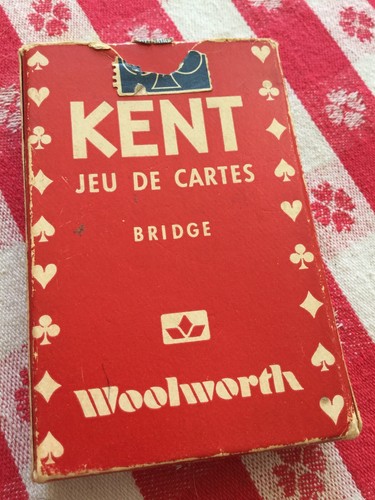 KENT
JEU DE CARTES
BRIDGE
Woolworth